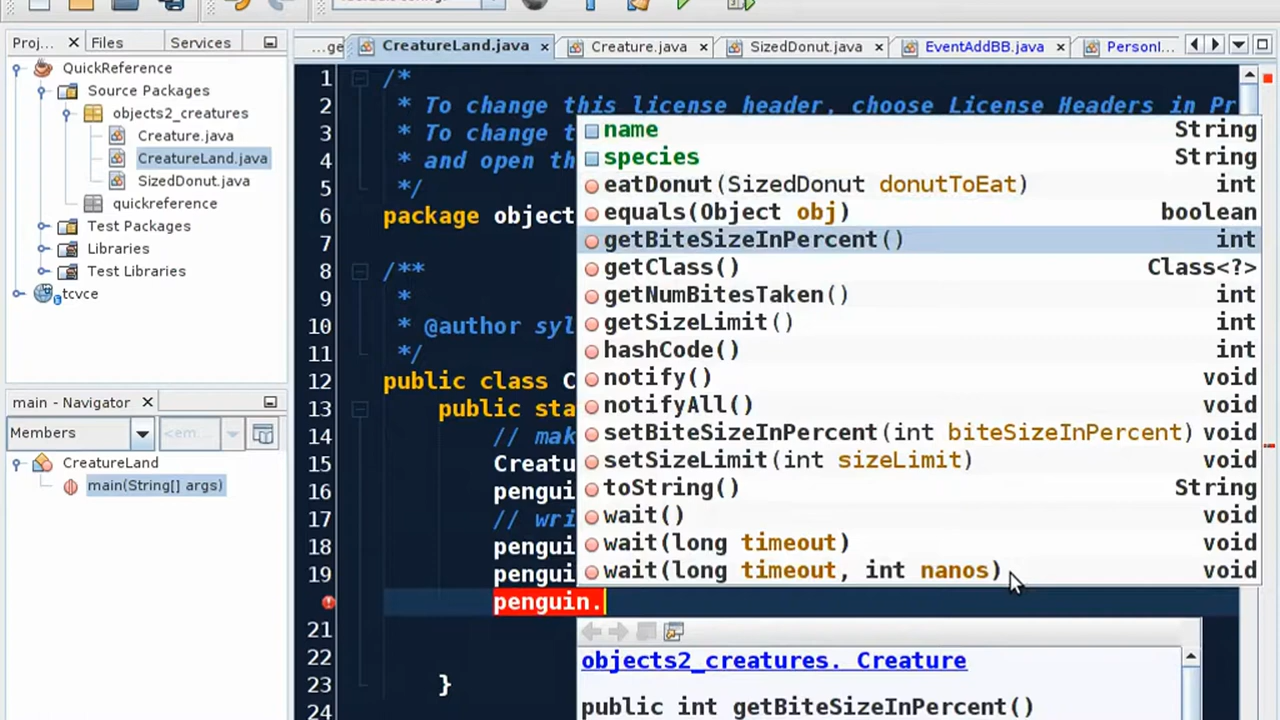 Proj...
Files
Services
QuickReference
Source Packages
objects2_creatures
Creature.java
CreatureLand.java
SizedDonut.java
quickreference
Test Packages
Libraries
Test Libraries
tcvce
main - Navigator
Members
<em...
CreatureLand
main(String[] args)
...ge
CreatureLand.java
Creature.java
SizedDonut.java
EventAddBB.java
PersonI...
1 /*
2 * To change this license header, choose License Headers in Pr
3 * To change t
4 * and open th
5 */
6 package object
7
8 /**
9 *
10 * @author syl
11 */
12 public class C
13 public sta
14 // mak
15 Creatu
16 pengui
17 // wri
18 pengui
19 pengui
penguin.
21
22
23 }
24
name String
species String
eatDonut(SizedDonut donutToEat) int
equals(Object obj) boolean
getBiteSizeInPercent() int
getClass() Class<?>
getNumBitesTaken() int
getSizeLimit() int
hashCode() int
notify() void
notifyAll() void
setBiteSizeInPercent(int biteSizeInPercent) void
setSizeLimit(int sizeLimit) void
toString() String
wait() void
wait(long timeout) void
wait(long timeout, int nanos) void
objects2_creatures. Creature
public int getBiteSizeInPercent()